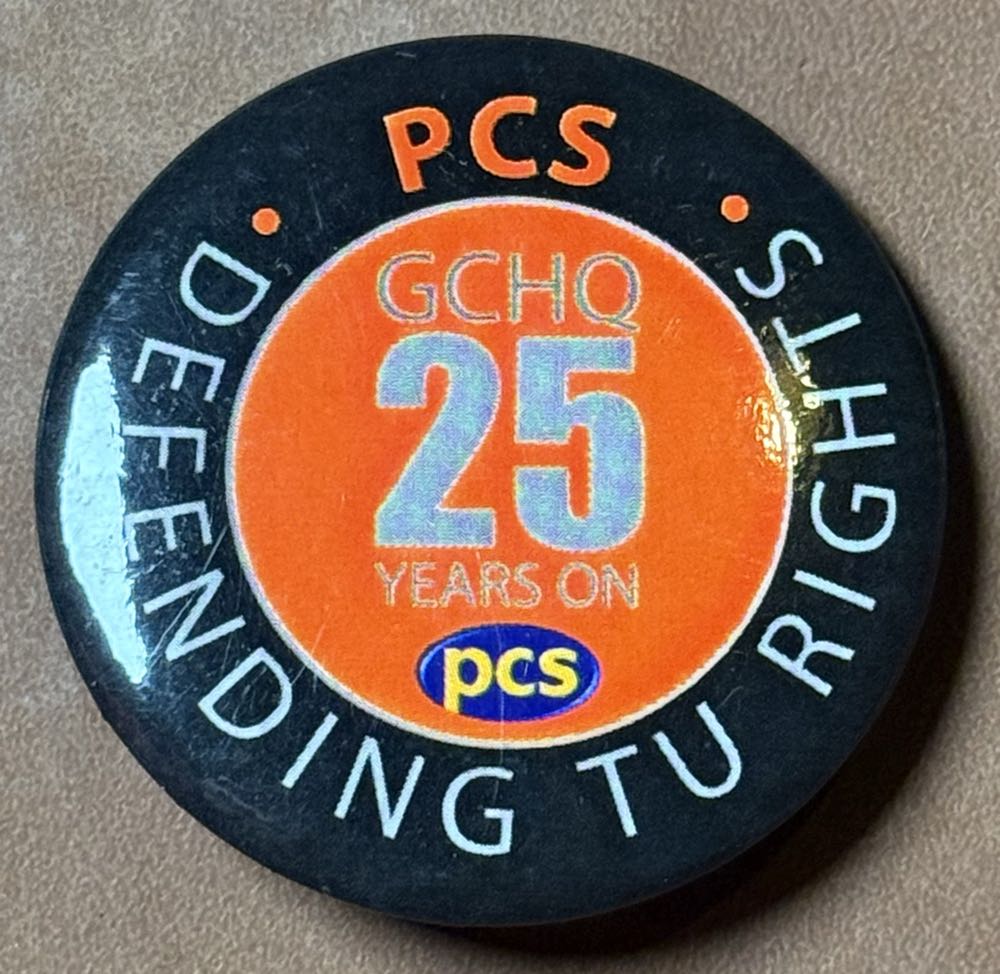 PCS
GCHQ
25
YEARS ON
pcs
• DEFENDING TU RIGHTS •